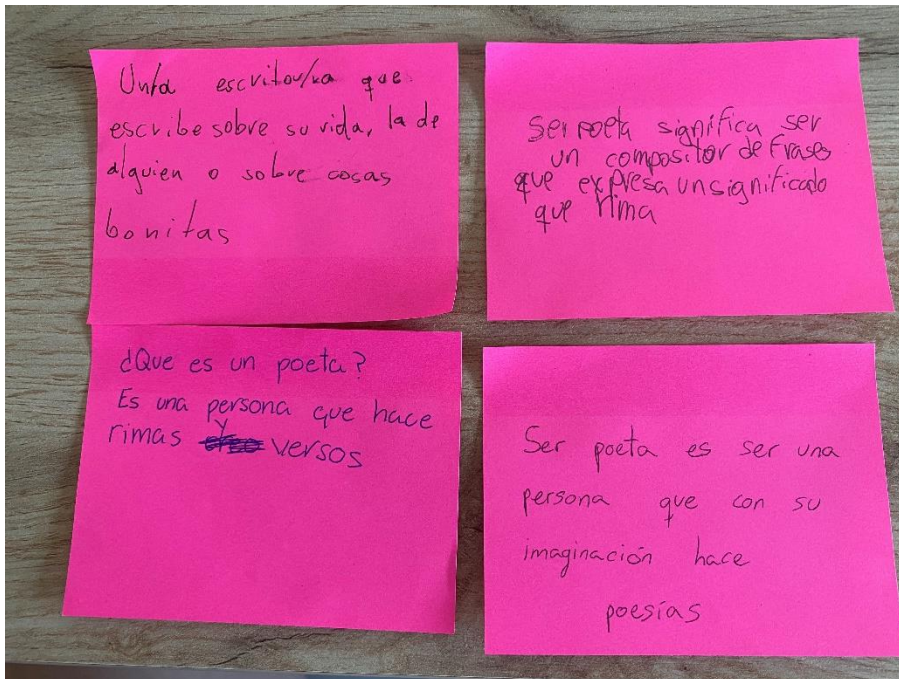 Un/a escritor/ra que
escribe sobre su vida, la de
alguien o sobre cosas
bonitas
Ser poeta significa ser
un compositor de frases
que expresa un significado
que rima
¿Que es un poeta?
Es una persona que hace
rimas y versos
Ser poeta es ser una
persona que con su
imaginación hace
poesías